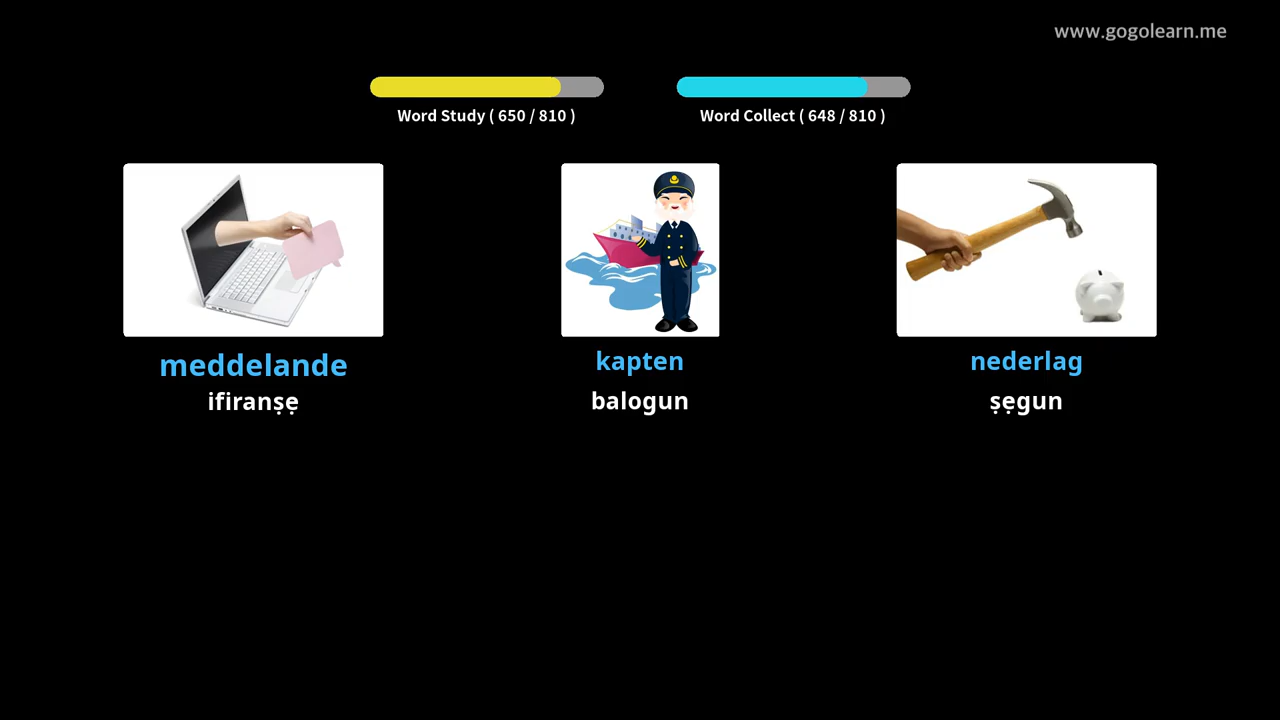 www.gogolearn.me
Word Study ( 650 / 810 )
Word Collect ( 648 / 810 )
meddelande
kapten
nederlag
ifiranṣẹ
balogun
ṣẹgun